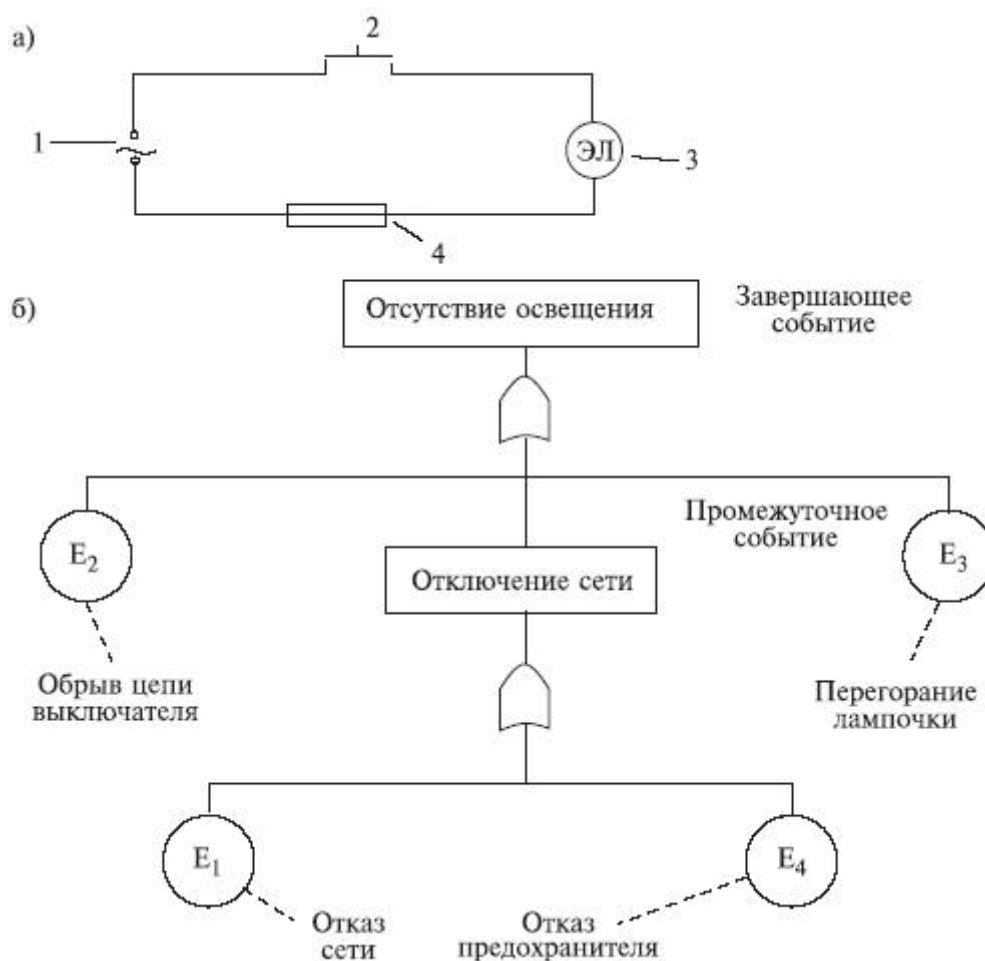 а)
2
1
ЭЛ
3
4
б)
Отсутствие освещения
Завершающее
событие
E2
Промежуточное
событие
E3
Отключение сети
Обрыв цепи
выключателя
Перегорание
лампочки
E1
E4
Отказ
сети
Отказ
предохранителя